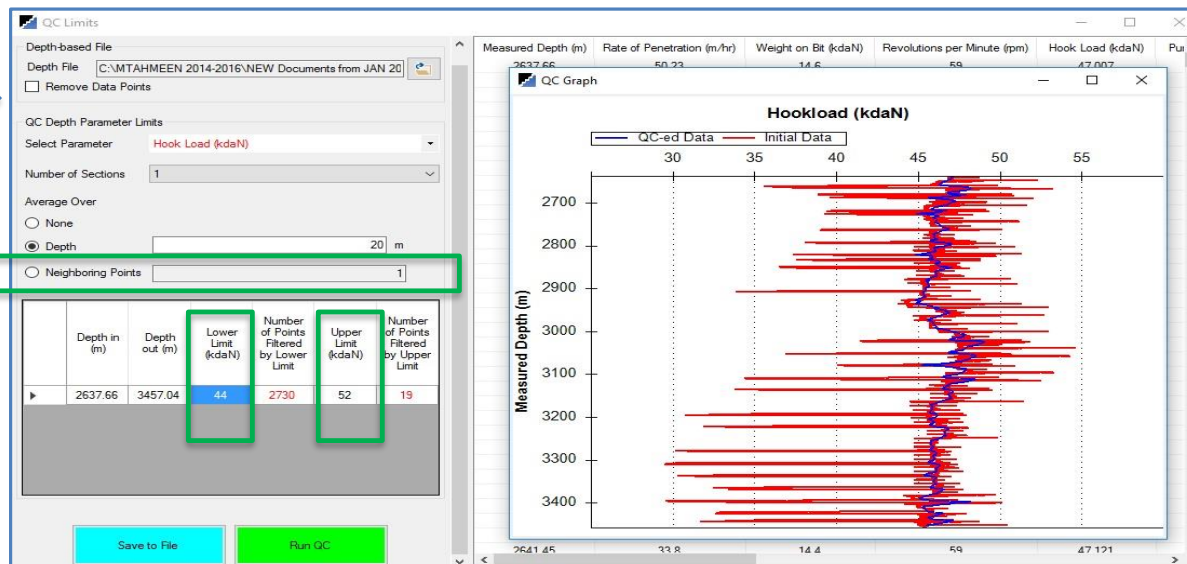 QC Limits
Depth-based File
Depth File C:\MTAHMEEN 2014-2016\NEW Documents from JAN 20
Remove Data Points
QC Depth Parameter Limits
Select Parameter Hook Load (kdaN)
Number of Sections 1
Average Over
None
Depth 20 m
Neighboring Points 1
Depth in (m) Depth out (m) Lower Limit (kdaN) Number of Points Filtered by Lower Limit Upper Limit (kdaN) Number of Points Filtered by Upper Limit
2637.66 3457.04 44 2730 52 19
Save to File Run QC
Measured Depth (m) Rate of Penetration (m/hr) Weight on Bit (kdaN) Revolutions per Minute (rpm) Hook Load (kdaN)
2637.66 50.23 14.6 59 47.007
QC Graph
Hookload (kdaN)
QC-ed Data Initial Data
30 35 40 45 50 55
Measured Depth (m)
2700
2800
2900
3000
3100
3200
3300
3400
2641.45 33.8 14.4 59 47.121